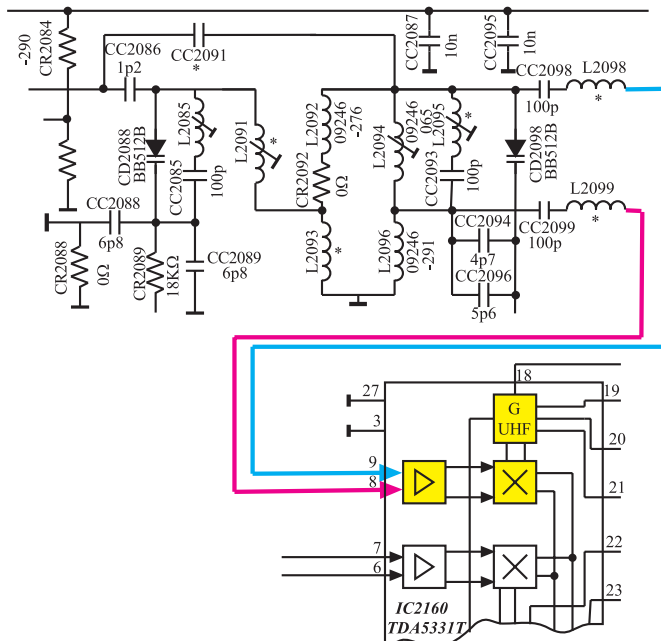 -290
CR2084
CC2086
1p2
CC2091
*
CC2087
10n
CC2095
10n
CC2098
100p
L2098
*
CD2088
BB512B
L2085
CC2085
100p
L2091
*
L2092
09246
-276
CR2092
0Ω
L2094
09246
065
L2095
*
CC2093
100p
CD2098
BB512B
L2099
*
CC2099
100p
CC2088
6p8
CR2088
0Ω
CR2089
18KΩ
CC2089
6p8
L2093
*
L2096
09246
-291
CC2094
4p7
CC2096
5p6
18
27
3
G
UHF
19
20
9
8
21
7
6
22
23
IC2160
TDA5331T